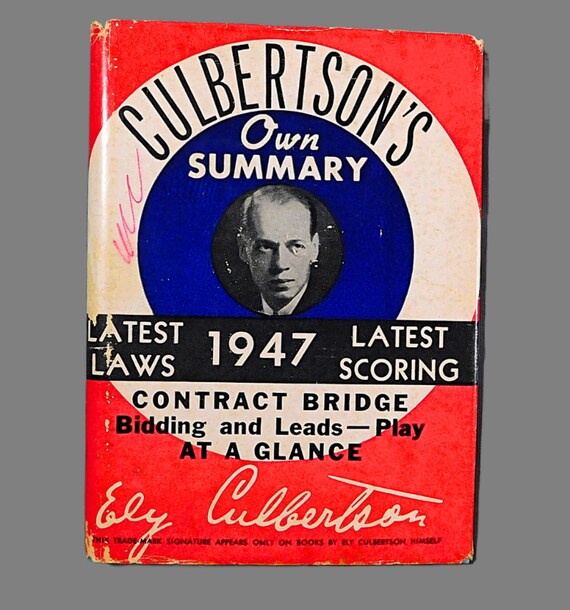 CULBERTSON'S
Own
SUMMARY
LATEST
LAWS
1947
LATEST
SCORING
CONTRACT BRIDGE
Bidding and Leads—Play
AT A GLANCE
Ely Culbertson
THIS TRADE-MARK SIGNATURE APPEARS ONLY ON BOOKS BY ELY CULBERTSON HIMSELF